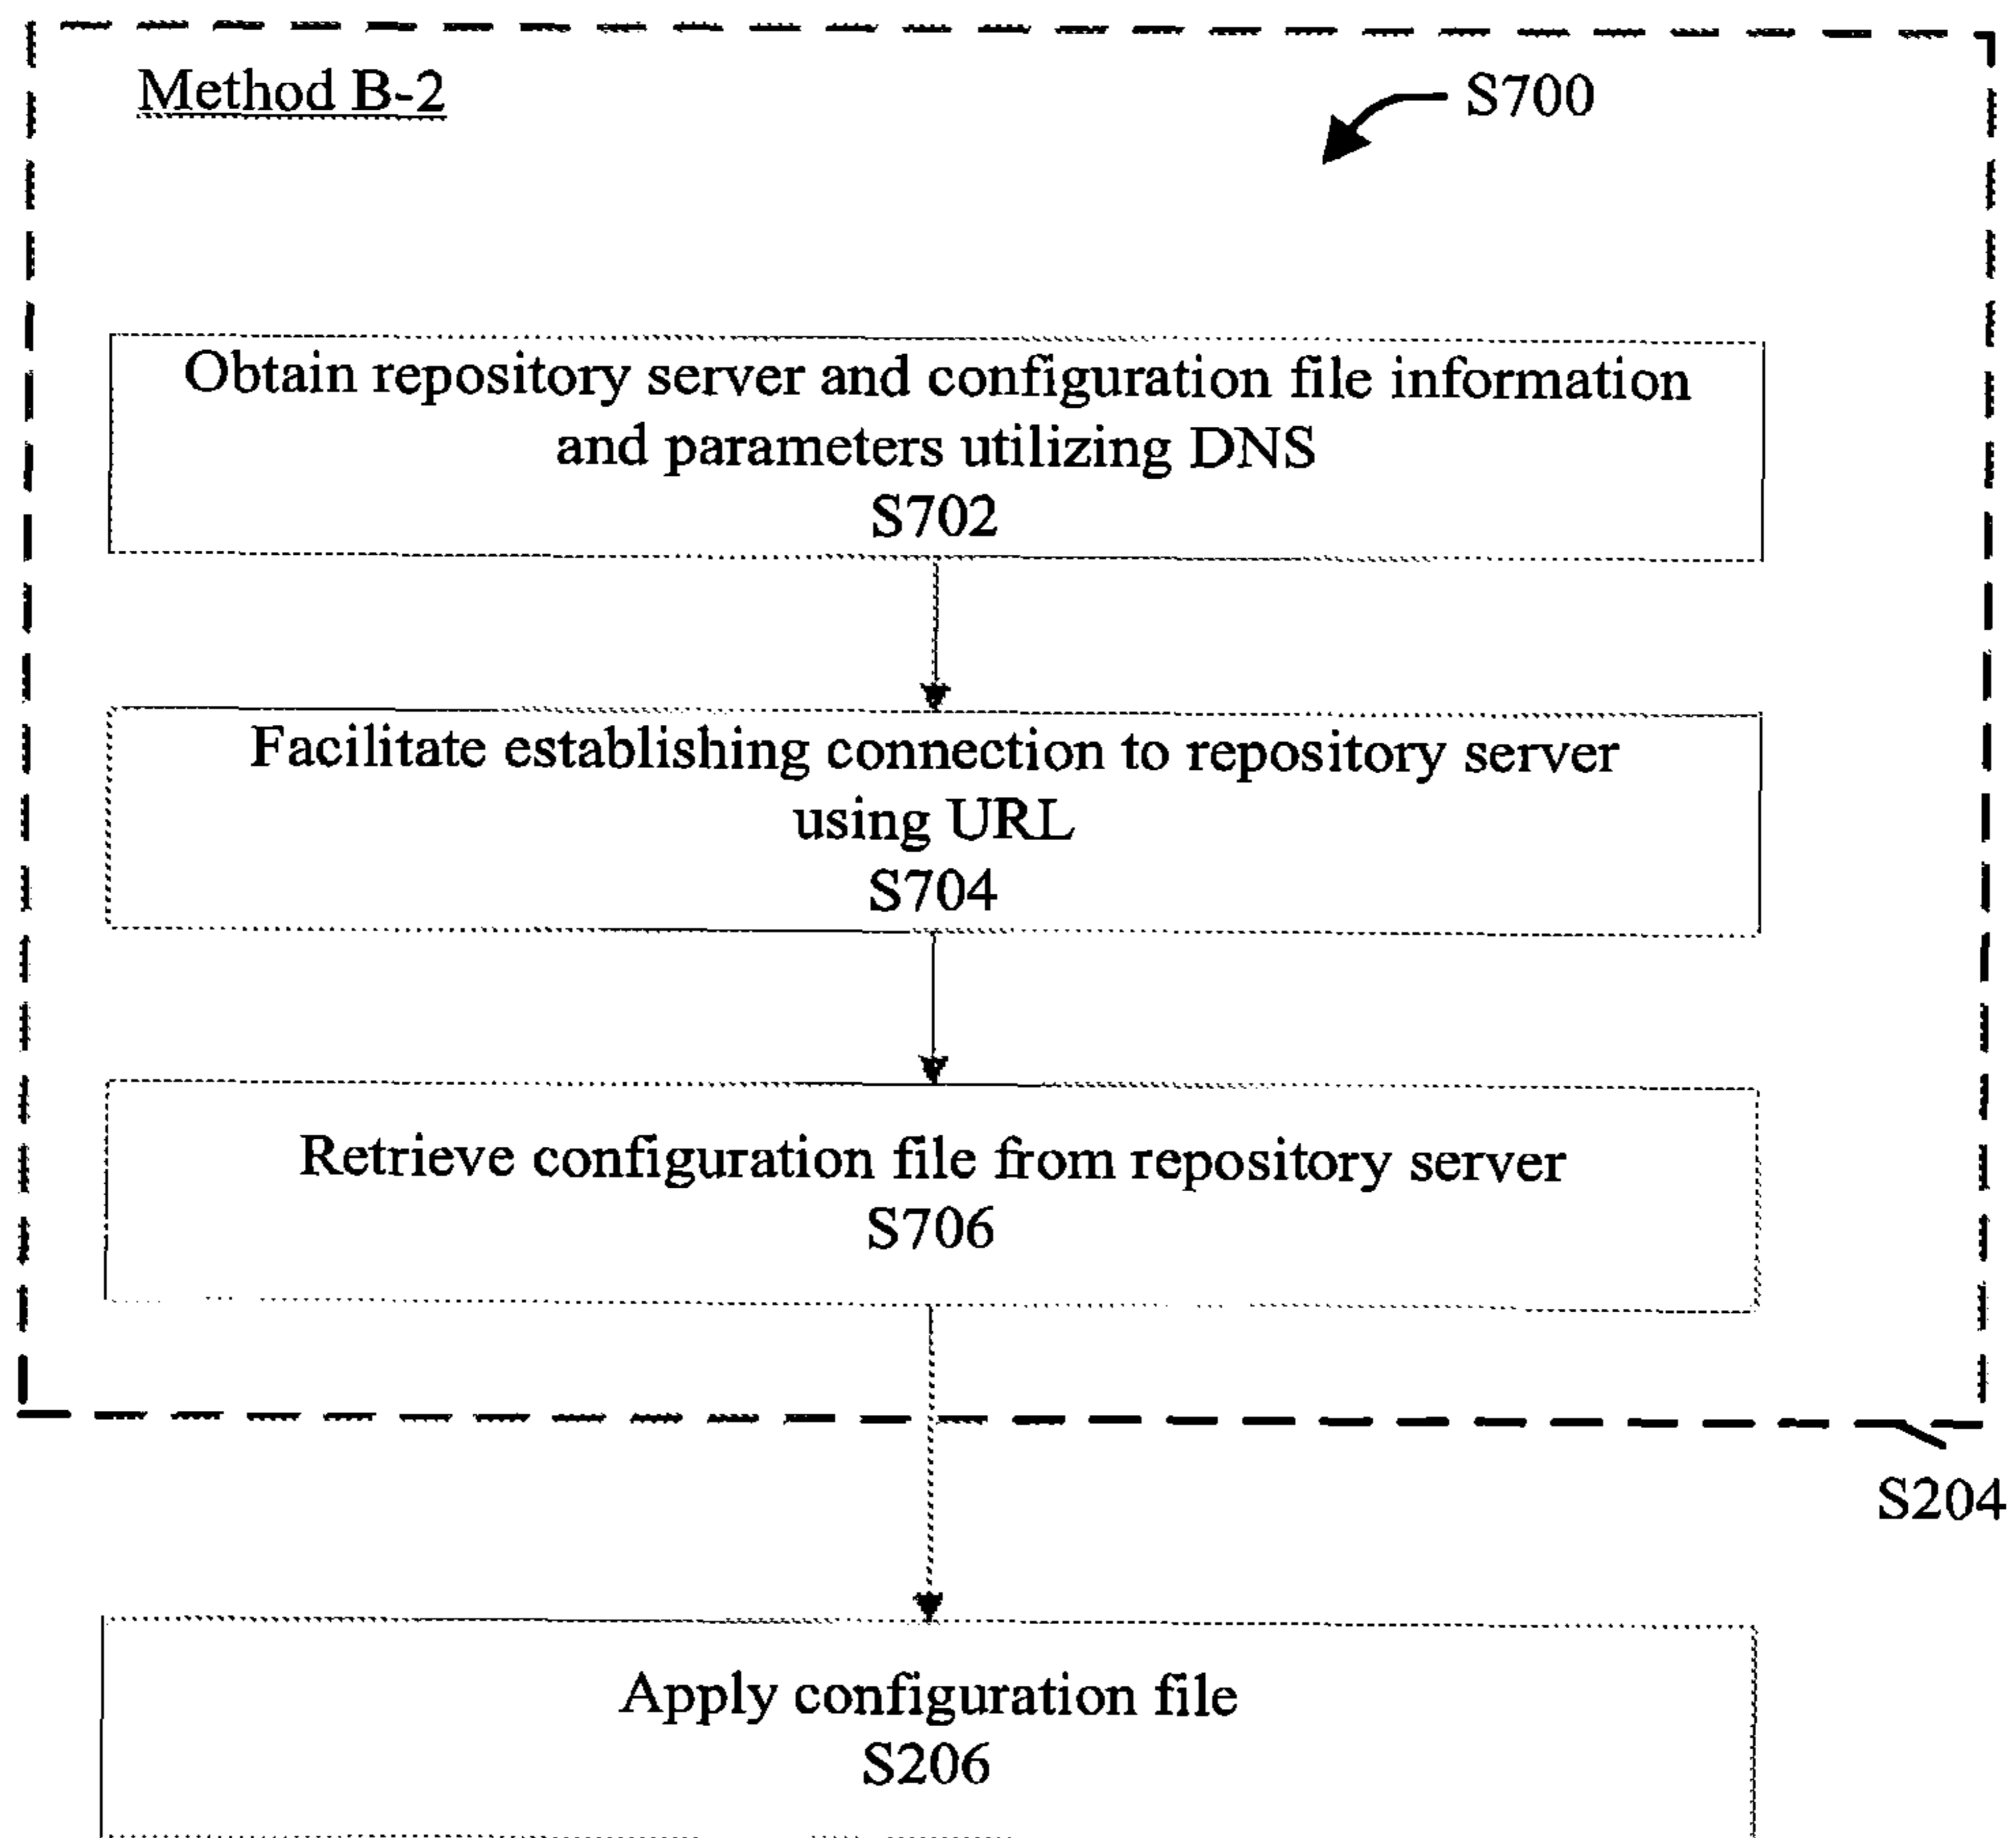 Method B-2
S700
Obtain repository server and configuration file information
and parameters utilizing DNS
S702
Facilitate establishing connection to repository server
using URL
S704
Retrieve configuration file from repository server
S706
S204
Apply configuration file
S206